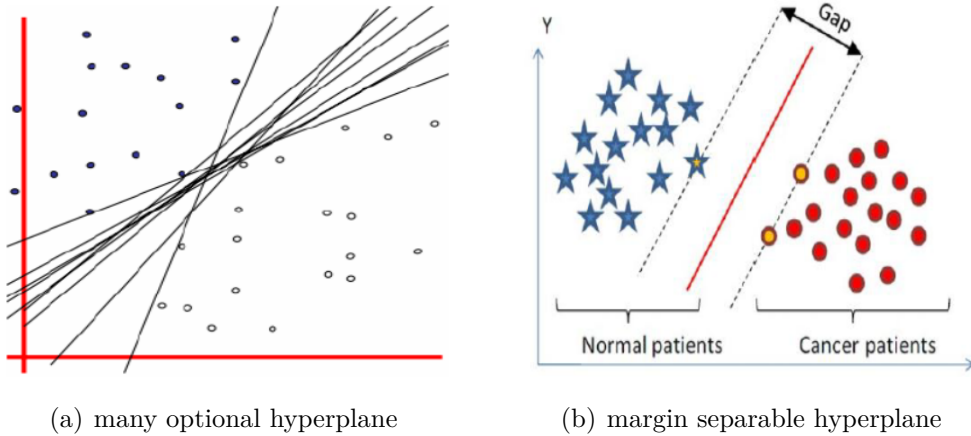 Y
Gap
Normal patients
Cancer patients
(a) many optional hyperplane
(b) margin separable hyperplane